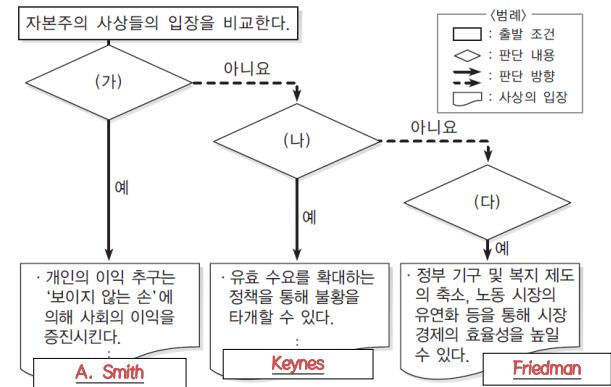 자본주의 사상들의 입장을 비교한다.
〈범례〉
: 출발 조건
: 판단 내용
: 판단 방향
: 사상의 입장
(가)
아니요
(나)
아니요
(다)
예
예
예
· 개인의 이익 추구는
‘보이지 않는 손’에
의해 사회의 이익을
증진시킨다.
:
A. Smith
· 유효 수요를 확대하는
정책을 통해 불황을
타개할 수 있다.
:
Keynes
· 정부 기구 및 복지 제도
의 축소, 노동 시장의
유연화 등을 통해 시장
경제의 효율성을 높일
수 있다.
Friedman